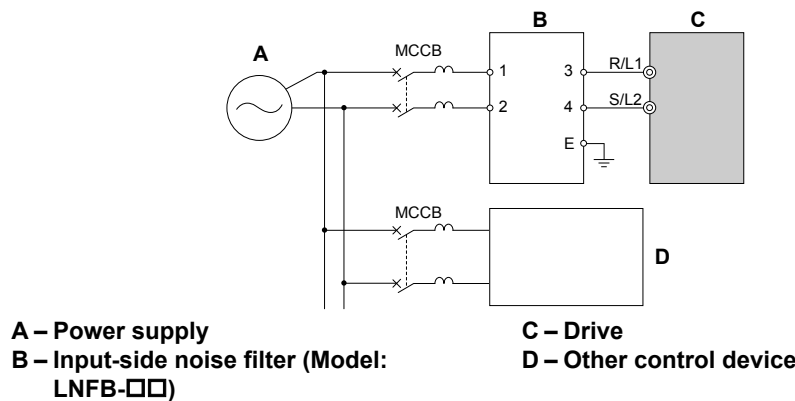 B
C
A
MCCB
R/L1
1
3
S/L2
2
4
E
MCCB
D
A – Power supply
B – Input-side noise filter (Model:
LNFB-□□)
C – Drive
D – Other control device